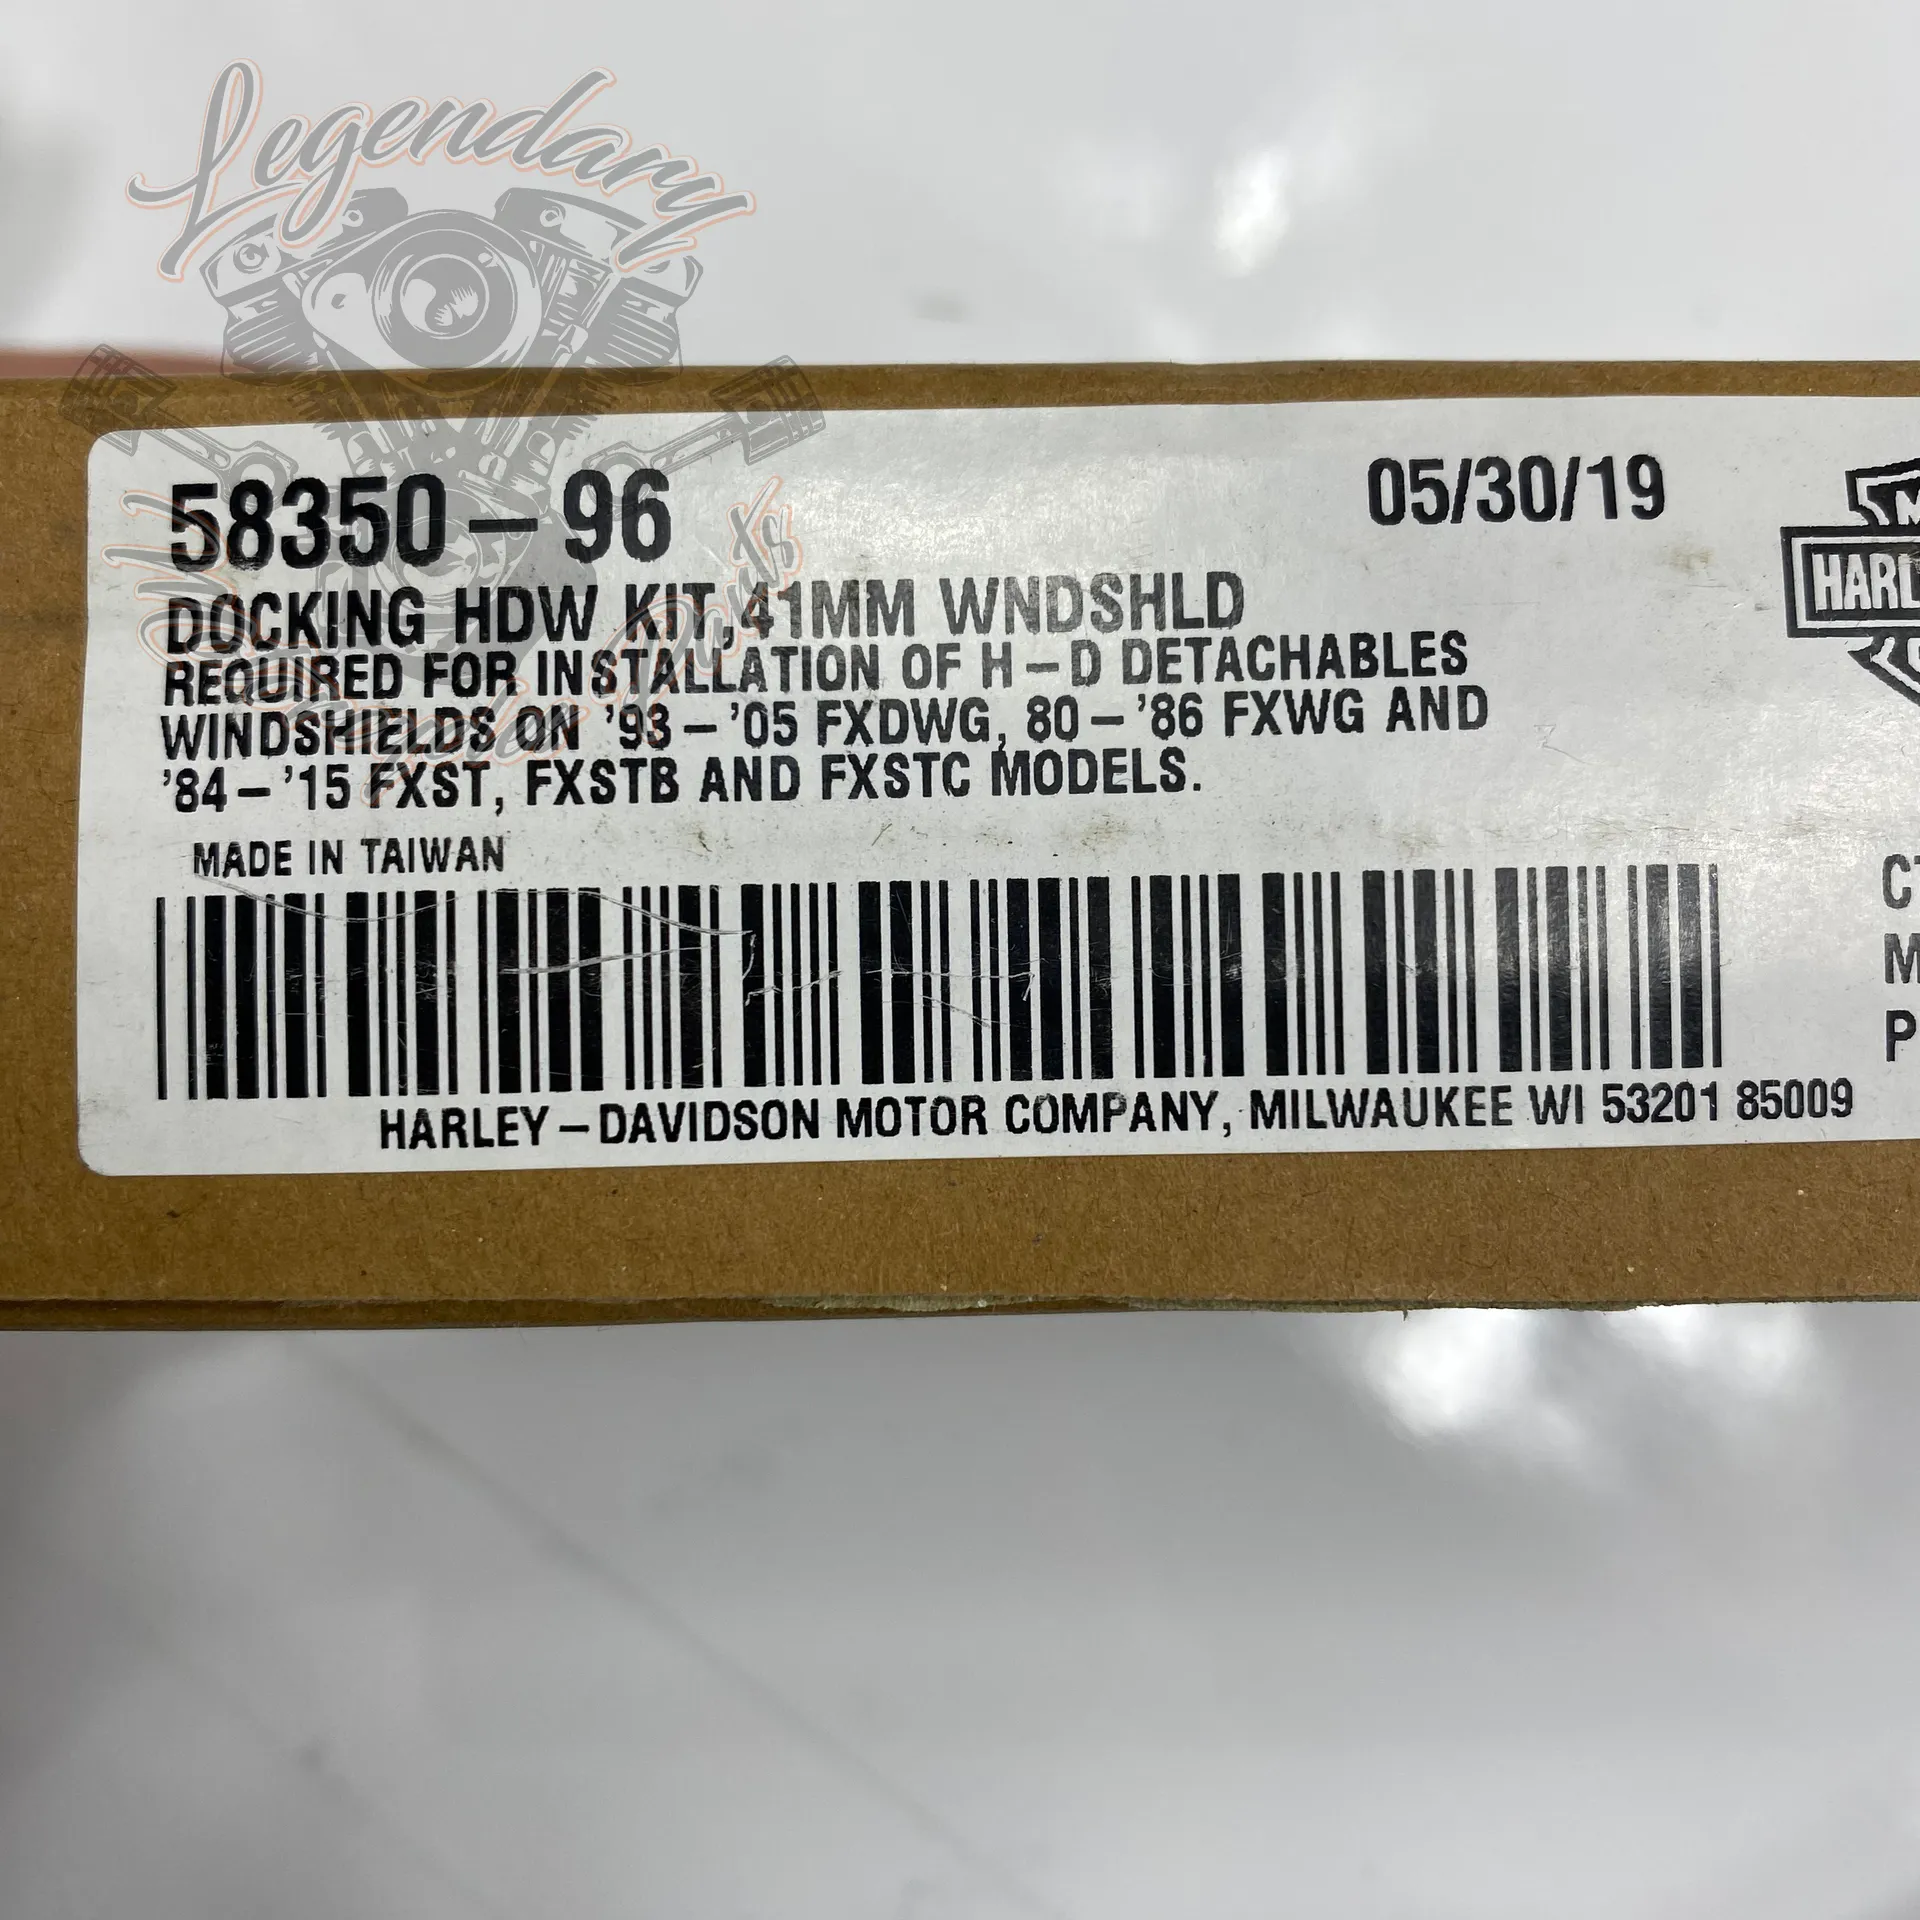 Legendary
58350-96
05/30/19
DOCKING HDW KIT,41MM WNDSHLD
REQUIRED FOR INSTALLATION OF H-D DETACHABLES
WINDSHIELDS ON '93-'05 FXDWG, 80-'86 FXWG AND
'84-'15 FXST, FXSTB AND FXSTC MODELS.
MADE IN TAIWAN
HARLEY-DAVIDSON MOTOR COMPANY, MILWAUKEE WI 53201 85009
Parts